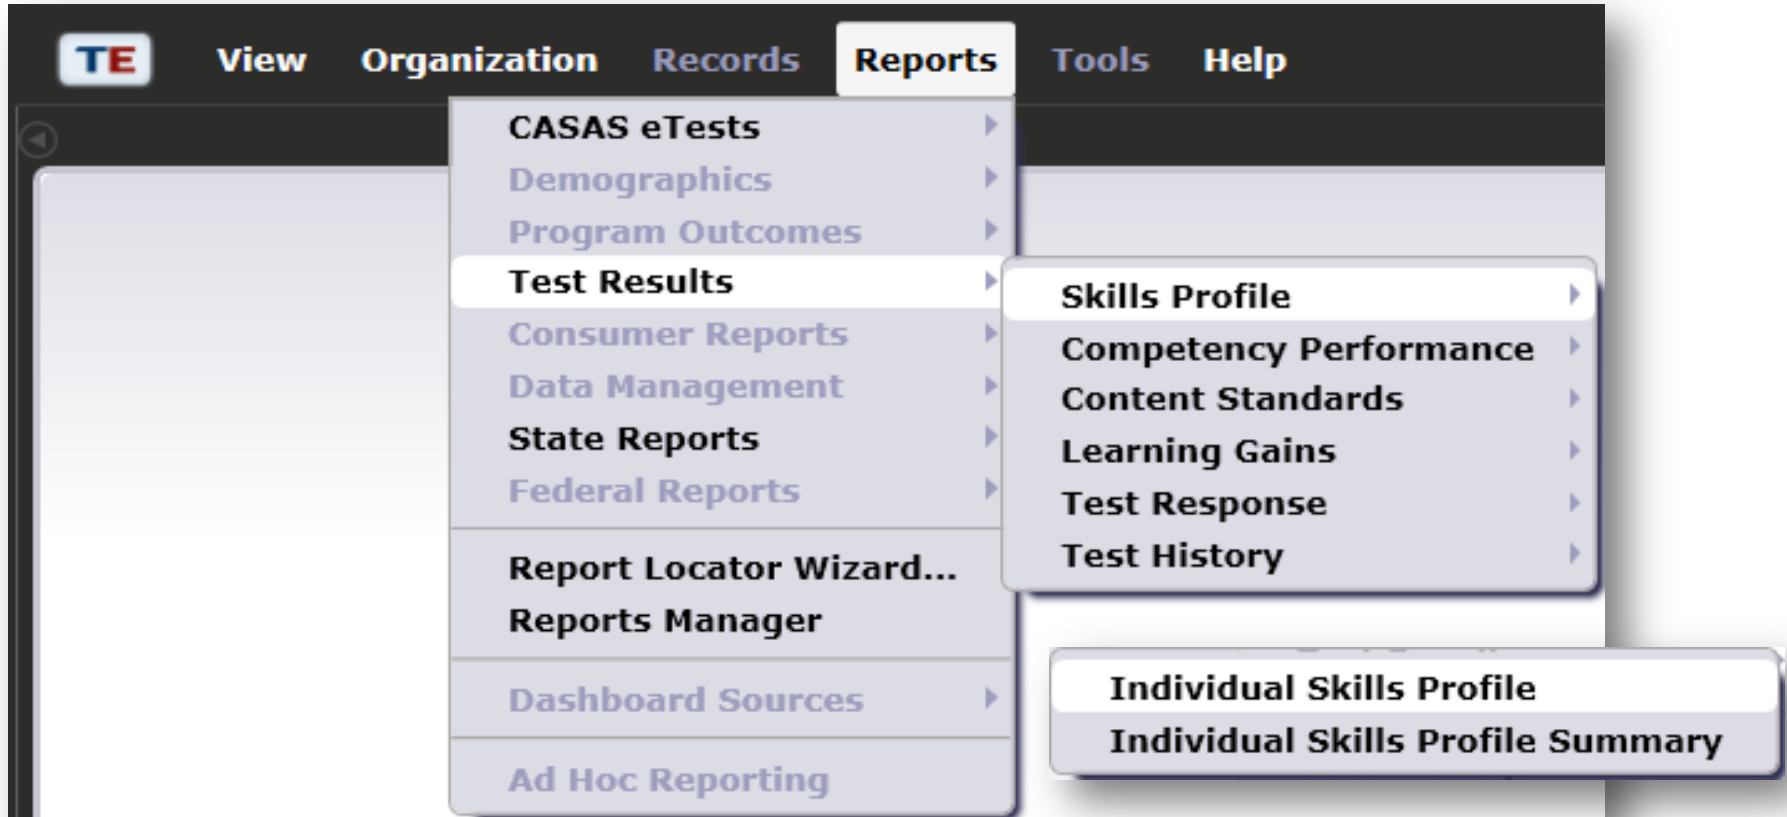 TE View Organization Records Reports Tools Help
CASAS eTests
Demographics
Program Outcomes
Test Results
Consumer Reports
Data Management
State Reports
Federal Reports
Report Locator Wizard...
Reports Manager
Dashboard Sources
Ad Hoc Reporting
Skills Profile
Competency Performance
Content Standards
Learning Gains
Test Response
Test History
Individual Skills Profile
Individual Skills Profile Summary